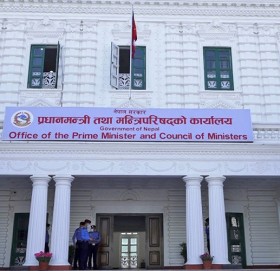 नेपाल सरकार
प्रधानमन्त्री तथा मन्त्रिपरिषद्को कार्यालय
Government of Nepal
Office of the Prime Minister and Council of Ministers